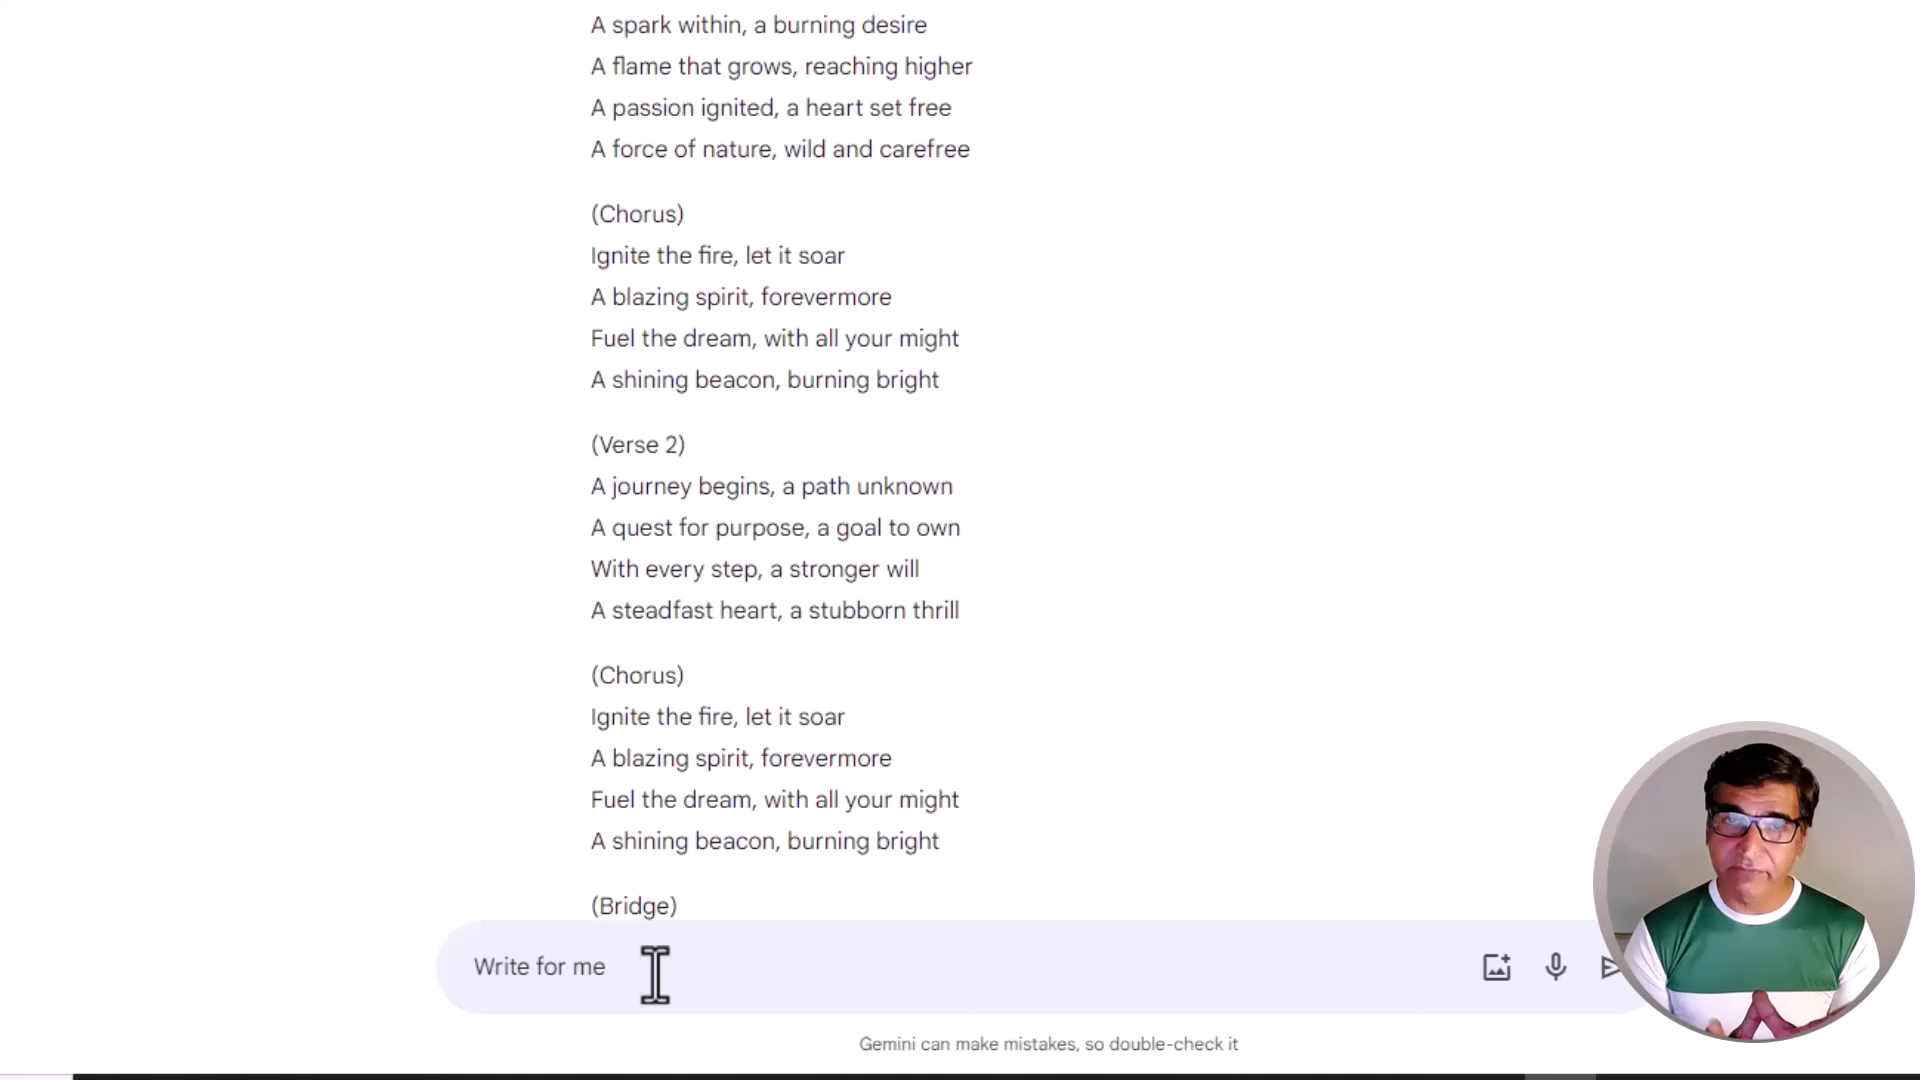 A spark within, a burning desire
A flame that grows, reaching higher
A passion ignited, a heart set free
A force of nature, wild and carefree
(Chorus)
Ignite the fire, let it soar
A blazing spirit, forevermore
Fuel the dream, with all your might
A shining beacon, burning bright
(Verse 2)
A journey begins, a path unknown
A quest for purpose, a goal to own
With every step, a stronger will
A steadfast heart, a stubborn thrill
(Chorus)
Ignite the fire, let it soar
A blazing spirit, forevermore
Fuel the dream, with all your might
A shining beacon, burning bright
(Bridge)
Write for me
Gemini can make mistakes, so double-check it